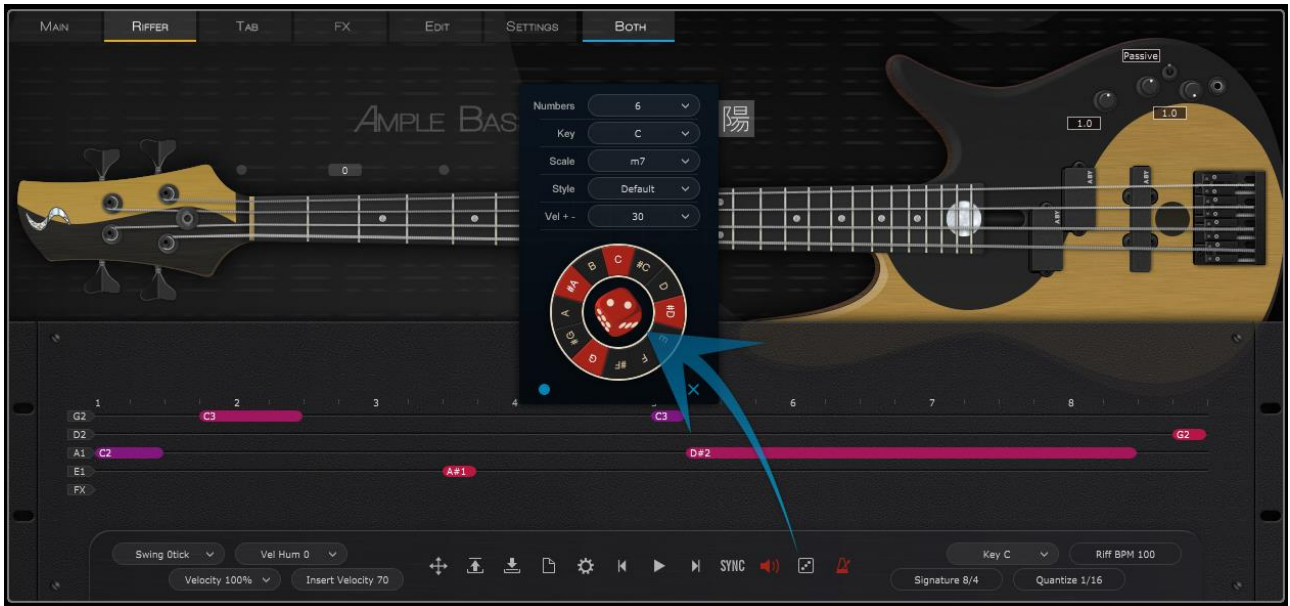 MAIN RIFFER TAB FX EDIT SETTINGS BOTH
Passive
Numbers 6
AMPLE BAS 陽
1.0
1.0
Key C
Scale m7
0
Style Default
Vel + - 30
ABY
ABY
ABY
C #C D #D E F #F G #G A #A B
1 2 3 4 5 6 7 8
G2 C3 C3
D2 G2
A1 C2 D#2
E1 A#1
FX
Swing 0tick Vel Hum 0 SYNC Key C Riff BPM 100
Velocity 100% Insert Velocity 70 Signature 8/4 Quantize 1/16